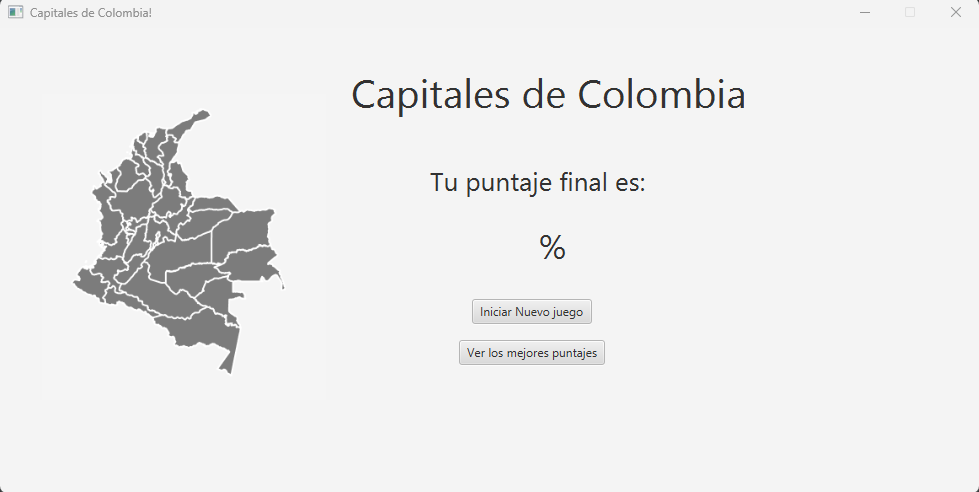 Capitales de Colombia!
Capitales de Colombia
Tu puntaje final es:
%
Iniciar Nuevo juego
Ver los mejores puntajes